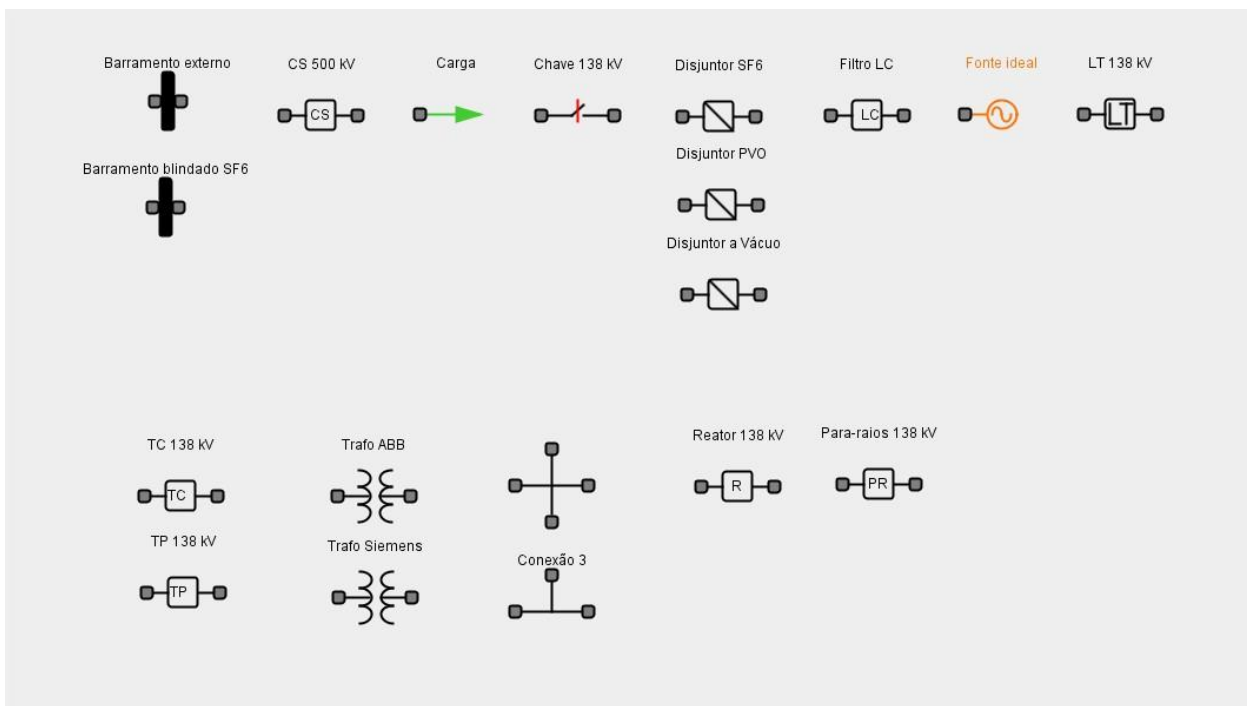 Barramento externo
CS 500 kV
Carga
Chave 138 kV
Disjuntor SF6
Filtro LC
Fonte ideal
LT 138 kV
CS
LC
LT
Disjuntor PVO
Barramento blindado SF6
Disjuntor a Vácuo
TC 138 kV
Trafo ABB
Reator 138 kV
Para-raios 138 kV
TC
R
PR
TP 138 kV
Trafo Siemens
Conexão 3
TP